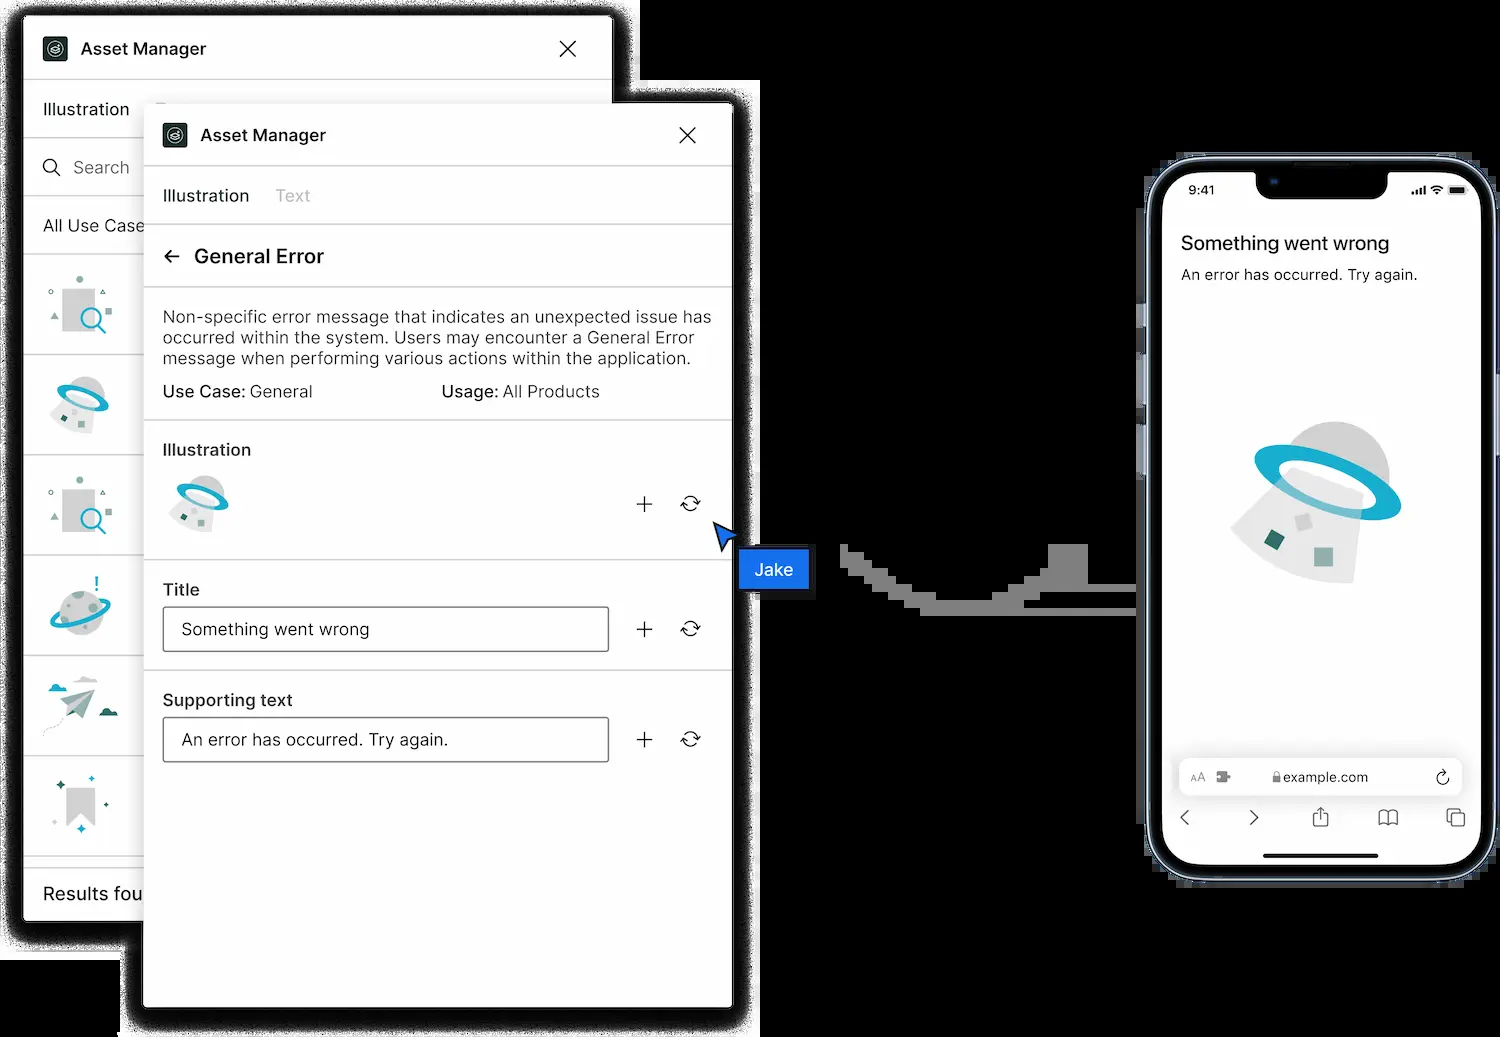 Asset Manager
Illustration
Search
All Use Case
Results fou
Asset Manager
Illustration Text
General Error
Non-specific error message that indicates an unexpected issue has
occurred within the system. Users may encounter a General Error
message when performing various actions within the application.
Use Case: General Usage: All Products
Illustration
Title
Something went wrong
Supporting text
An error has occurred. Try again.
Jake
9:41
Something went wrong
An error has occurred. Try again.
AA example.com